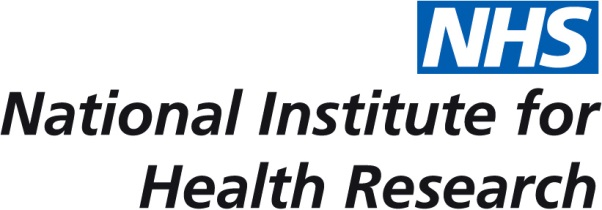 NHS
National Institute for
Health Research